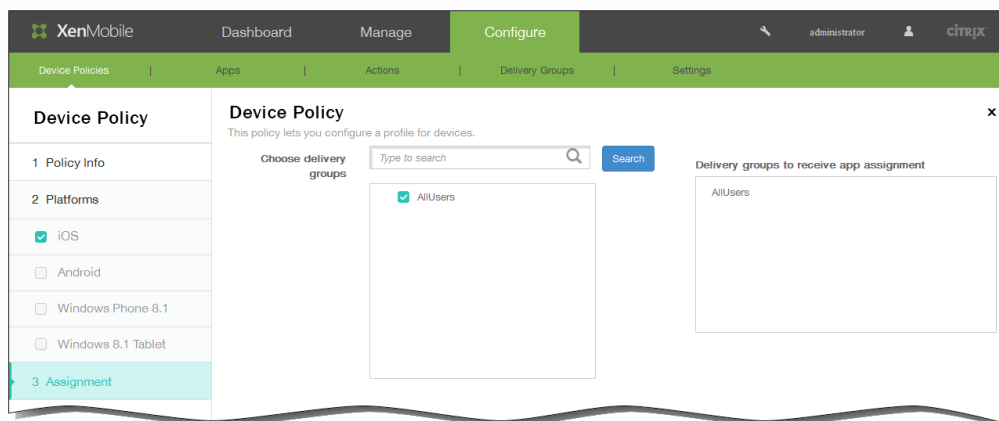 XenMobile Dashboard Manage Configure administrator CİTRIX
Device Policies | Apps | Actions | Delivery Groups | Settings
Device Policy
1 Policy Info
2 Platforms
iOS
Android
Windows Phone 8.1
Windows 8.1 Tablet
3 Assignment
Device Policy
x
This policy lets you configure a profile for devices.
Choose delivery
groups
Type to search
Search
AllUsers
Delivery groups to receive app assignment
AllUsers